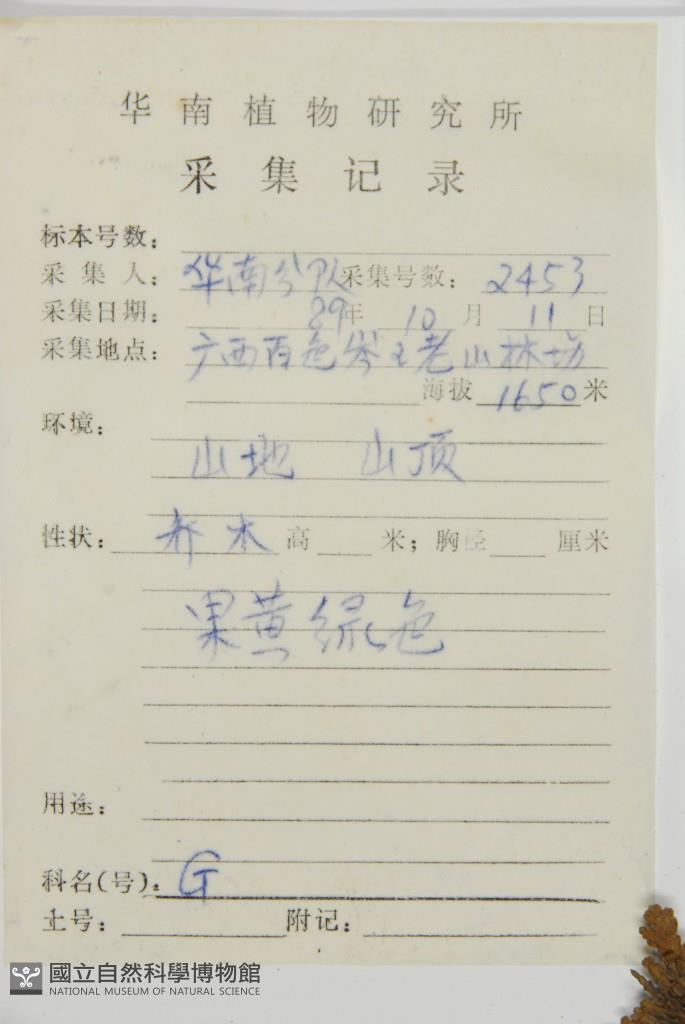 华南植物研究所
采集记录
标本号数：
采集人：华南分队采集号数：2453
采集日期：89年10月11日
采集地点：广西百色岑王老山林场
海拔1650米
环境：
山地 山顶
性状：乔木高 米；胸径 厘米
果黄绿色
用途：
科名(号)：G
土号： 附记：
國立自然科學博物館
NATIONAL MUSEUM OF NATURAL SCIENCE